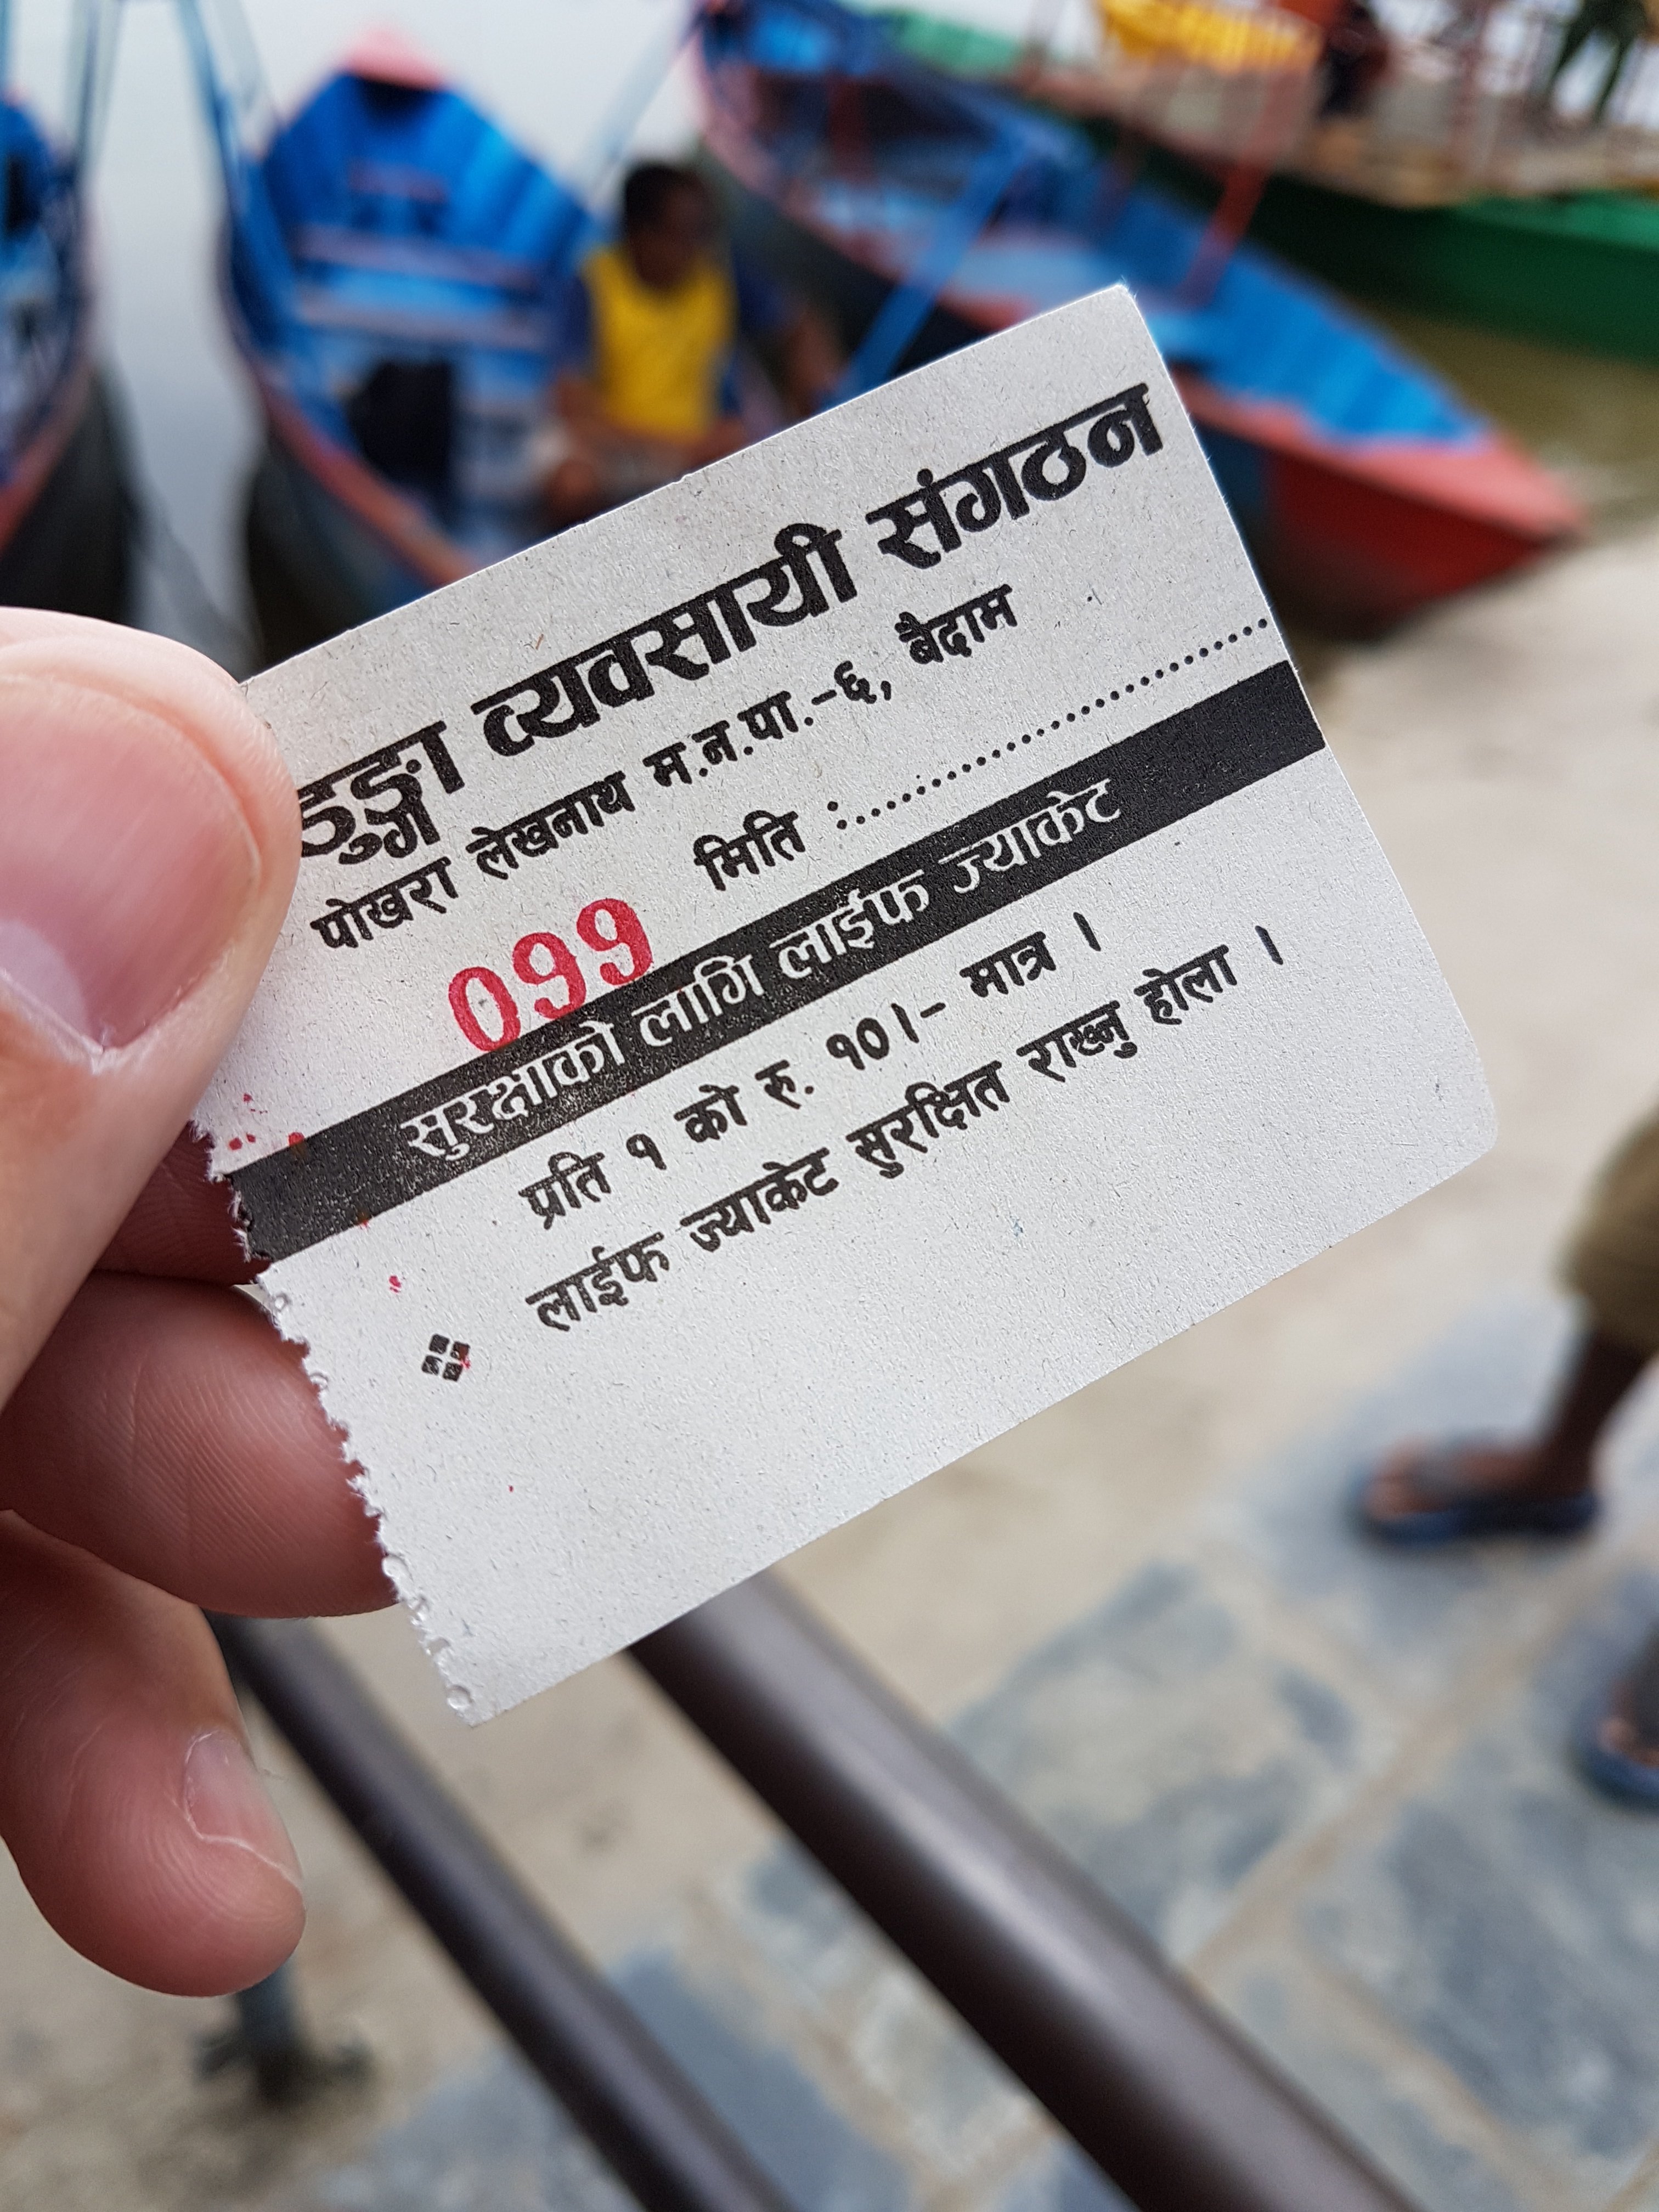 डुङ्गा व्यवसायी संगठन
पोखरा लेखनाथ म.न.पा.-६, बैदाम
मिति :..............................
099
सुरक्षाको लागि लाईफ ज्याकेट
प्रति १ को रु. १०।- मात्र ।
❖ लाईफ ज्याकेट सुरक्षित राख्नु होला ।